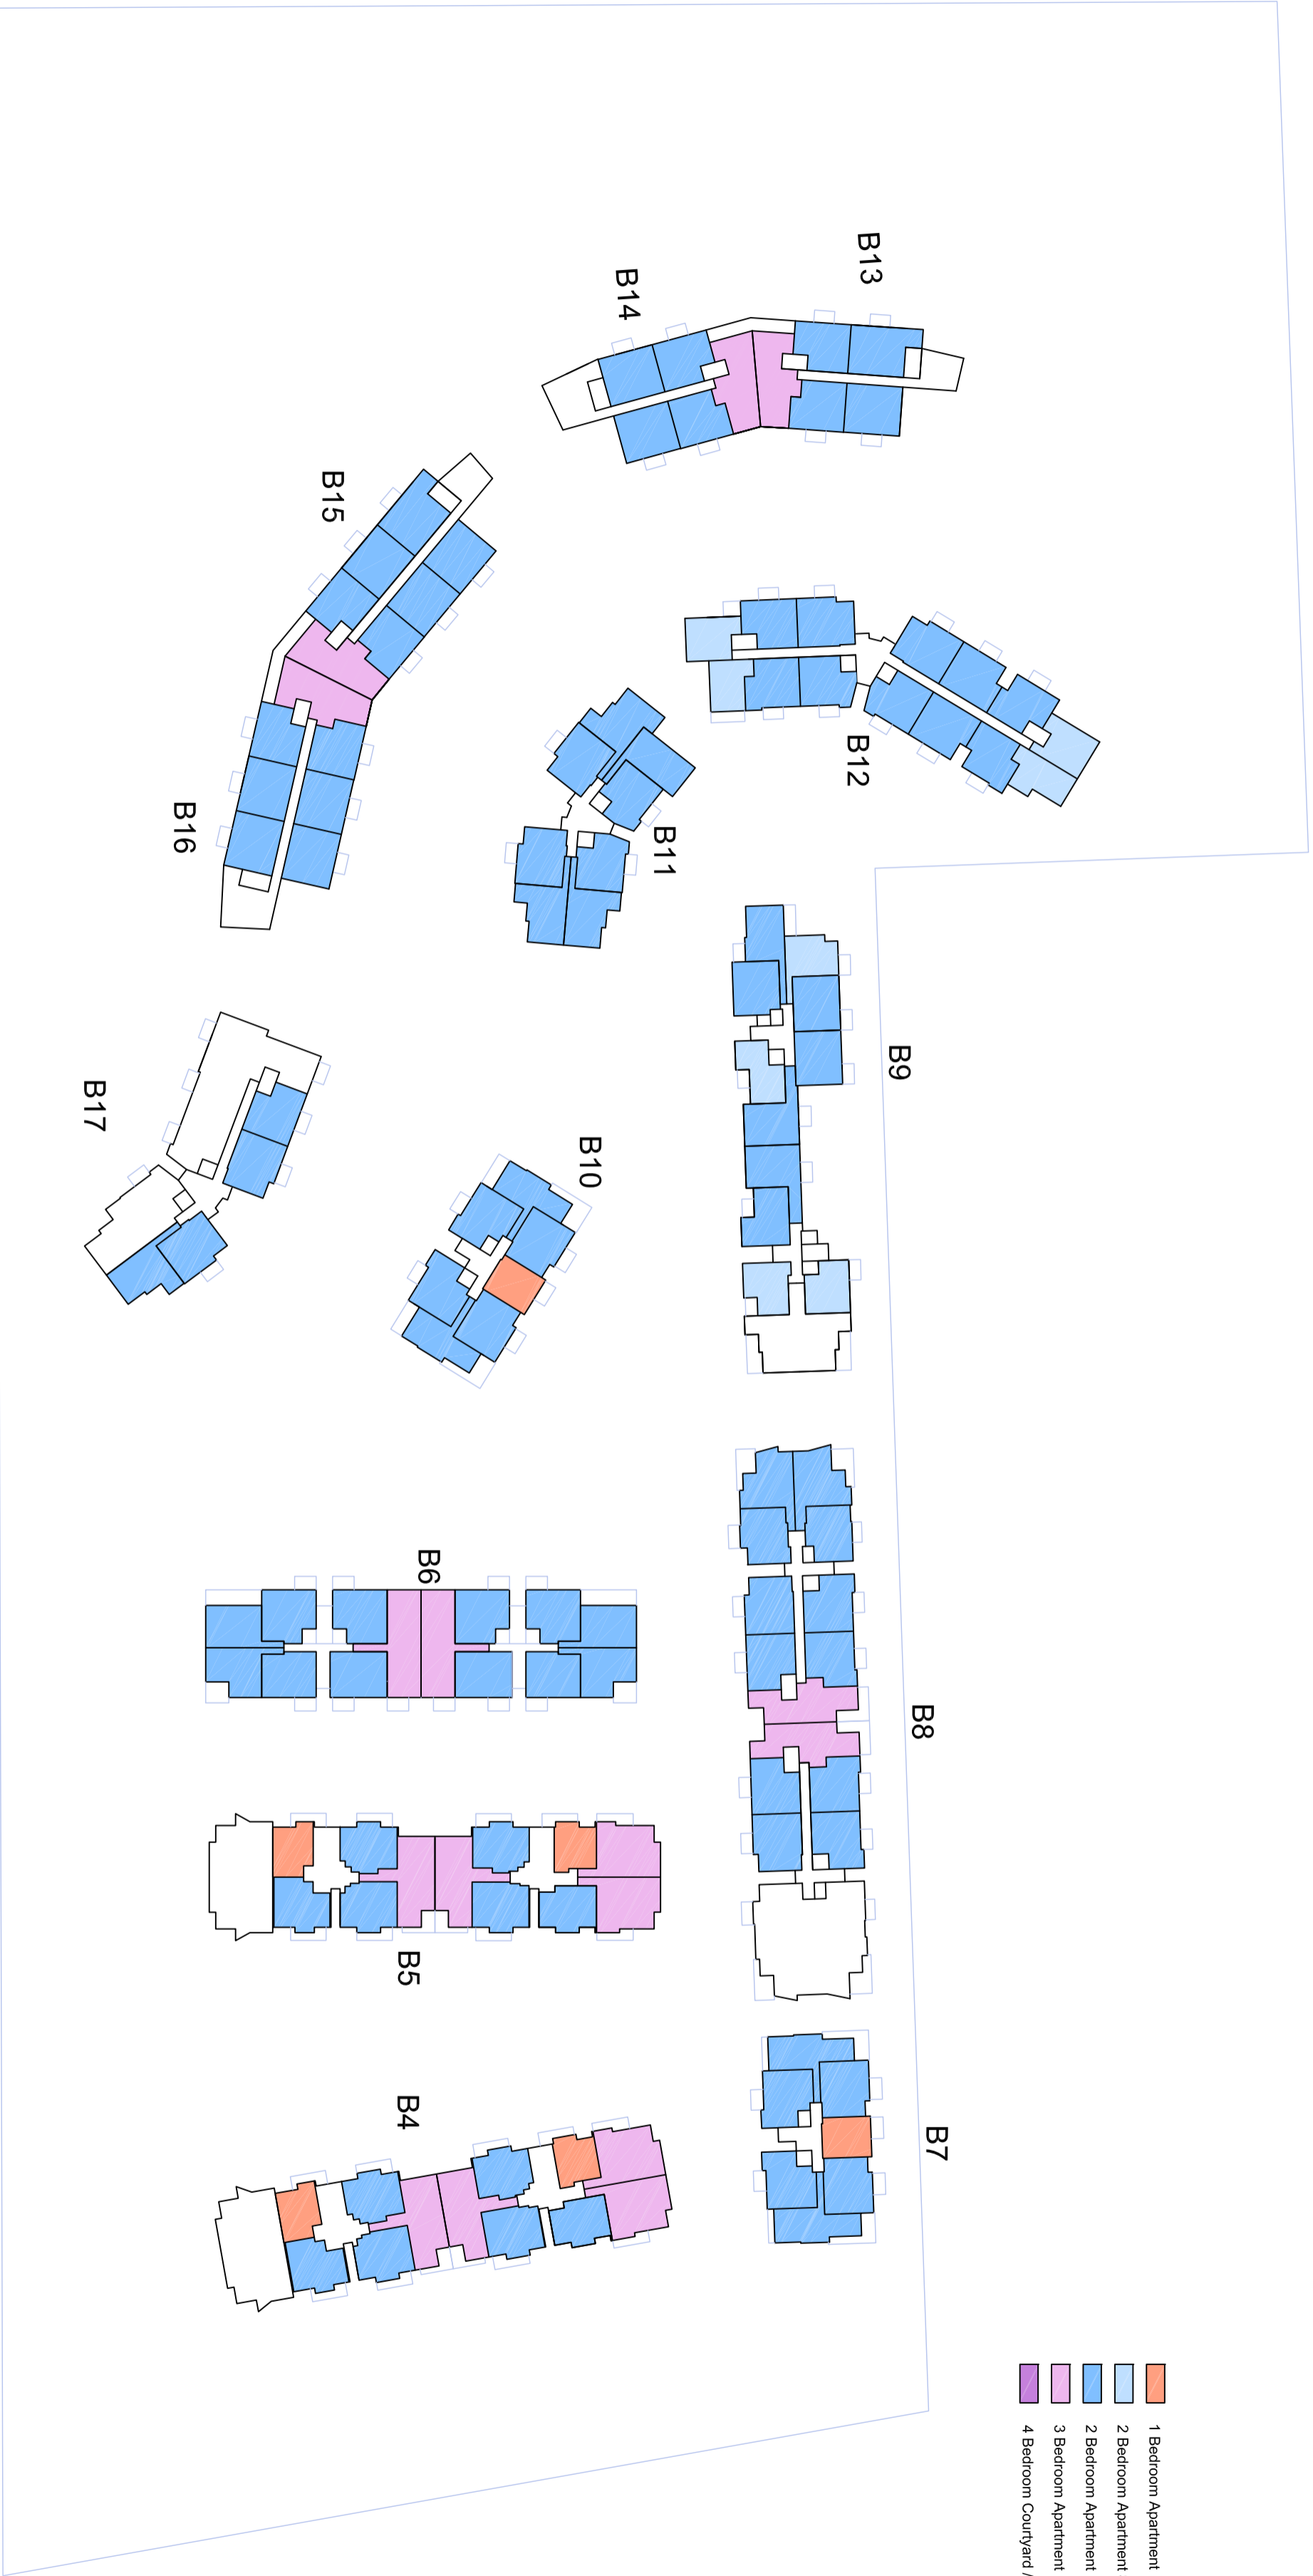 B13
B14
B15
B12
B11
B16
B9
B17
B10
B6
B8
B5
B4
B7
1 Bedroom Apartment
2 Bedroom Apartment
2 Bedroom Apartment
3 Bedroom Apartment
4 Bedroom Courtyard /